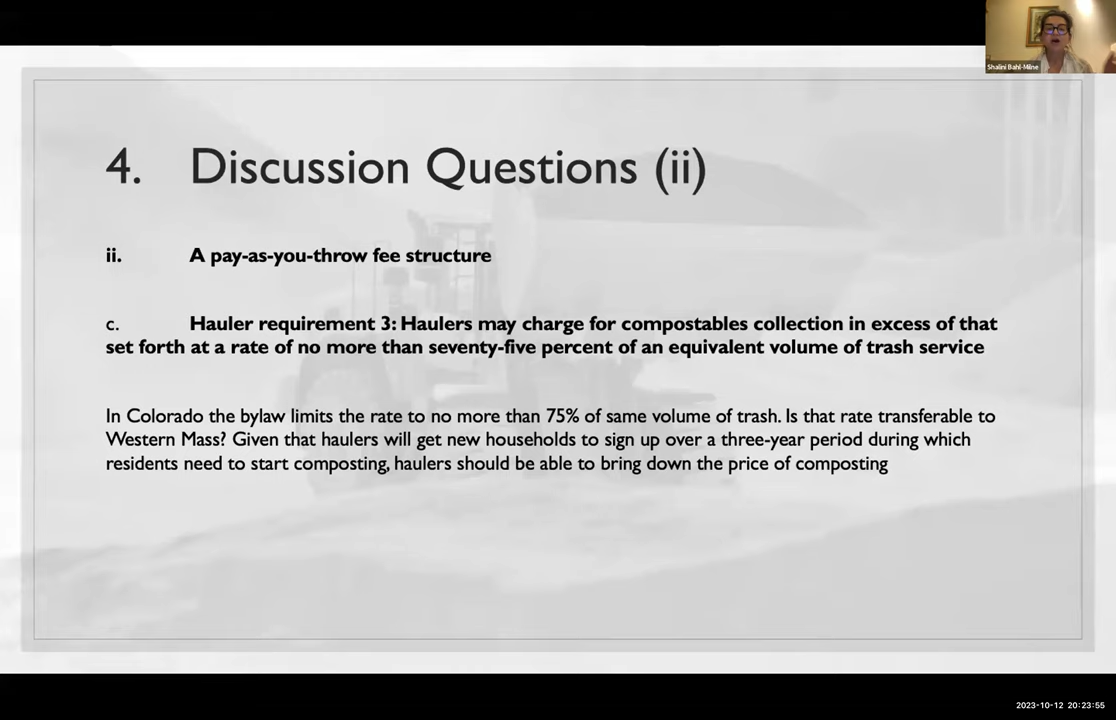 Shalini Bahl-Milne
4. Discussion Questions (ii)
ii. A pay-as-you-throw fee structure
c. Hauler requirement 3: Haulers may charge for compostables collection in excess of that
set forth at a rate of no more than seventy-five percent of an equivalent volume of trash service
In Colorado the bylaw limits the rate to no more than 75% of same volume of trash. Is that rate transferable to
Western Mass? Given that haulers will get new households to sign up over a three-year period during which
residents need to start composting, haulers should be able to bring down the price of composting
2023-10-12 20:23:55